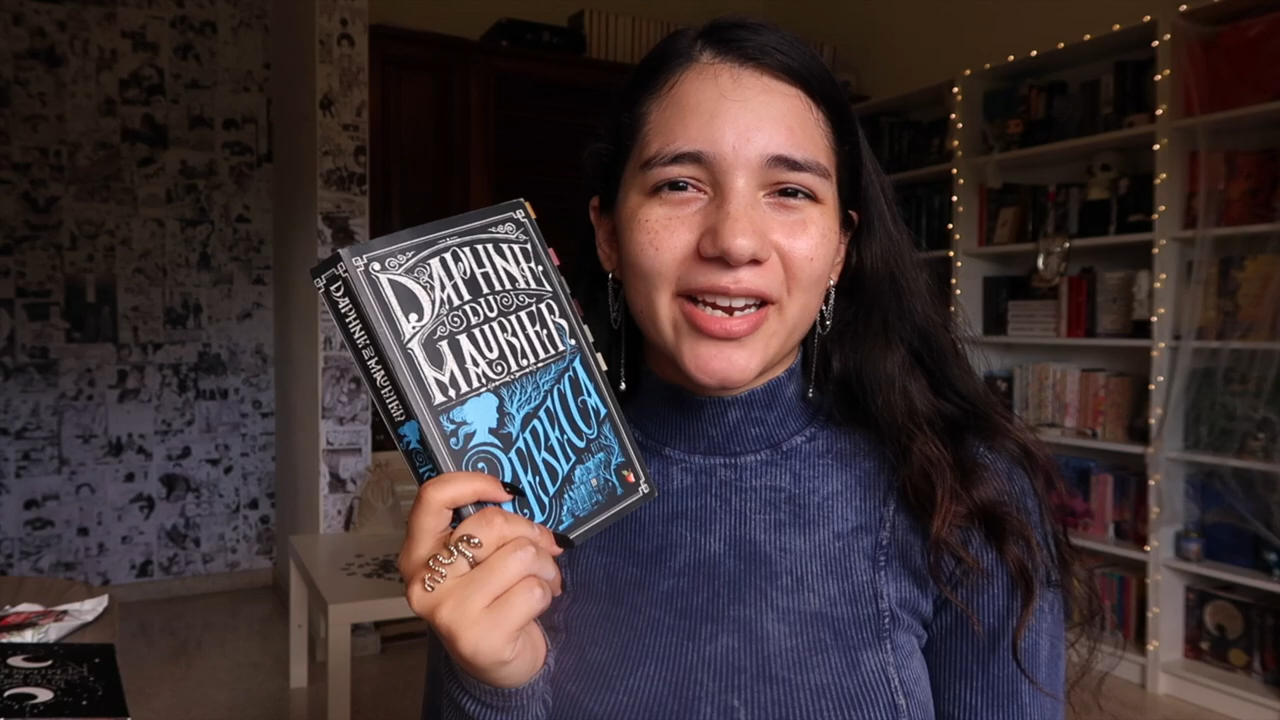 DAPHNE
DU
MAURIER
REBECCA
DAPHNE DU MAURIER